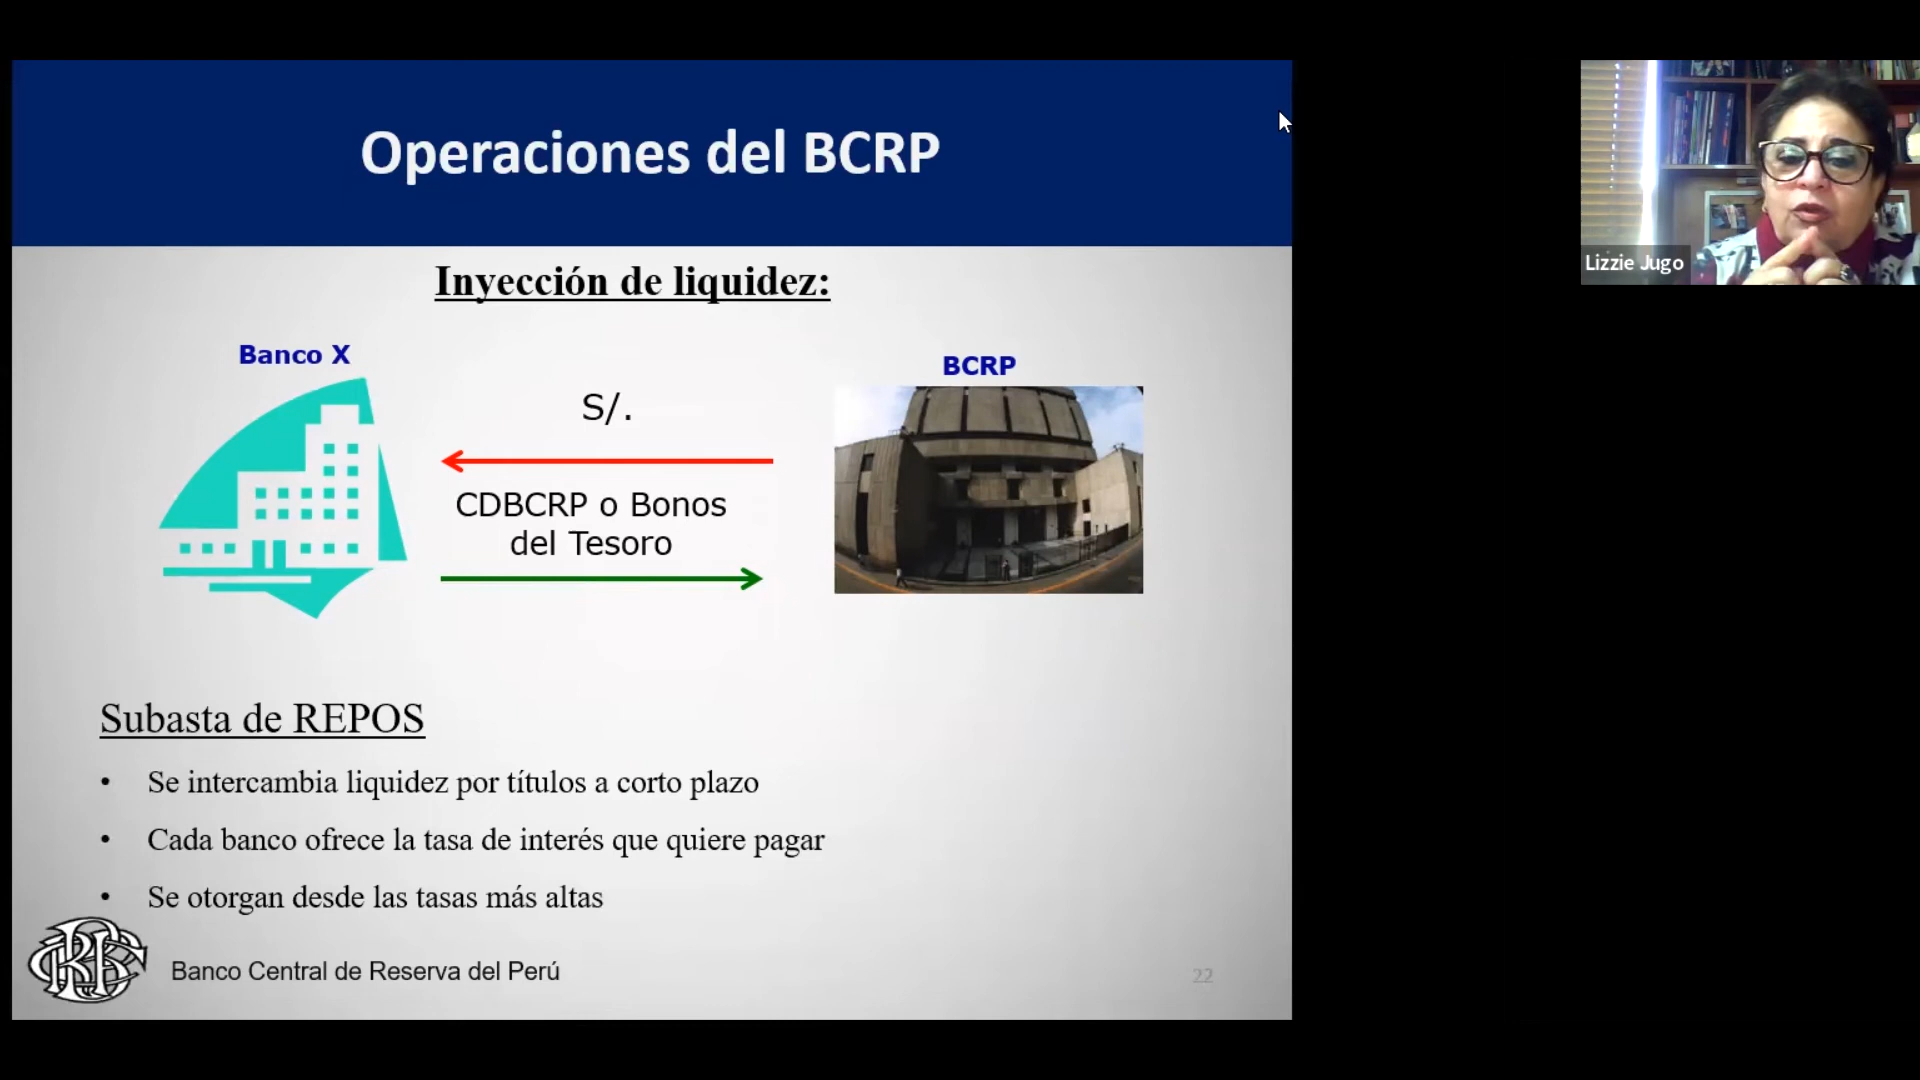 Operaciones del BCRP
Inyección de liquidez:
Banco X
BCRP
S/.
CDBCRP o Bonos
del Tesoro
Subasta de REPOS
• Se intercambia liquidez por títulos a corto plazo
• Cada banco ofrece la tasa de interés que quiere pagar
• Se otorgan desde las tasas más altas
Banco Central de Reserva del Perú
22
Lizzie Jugo